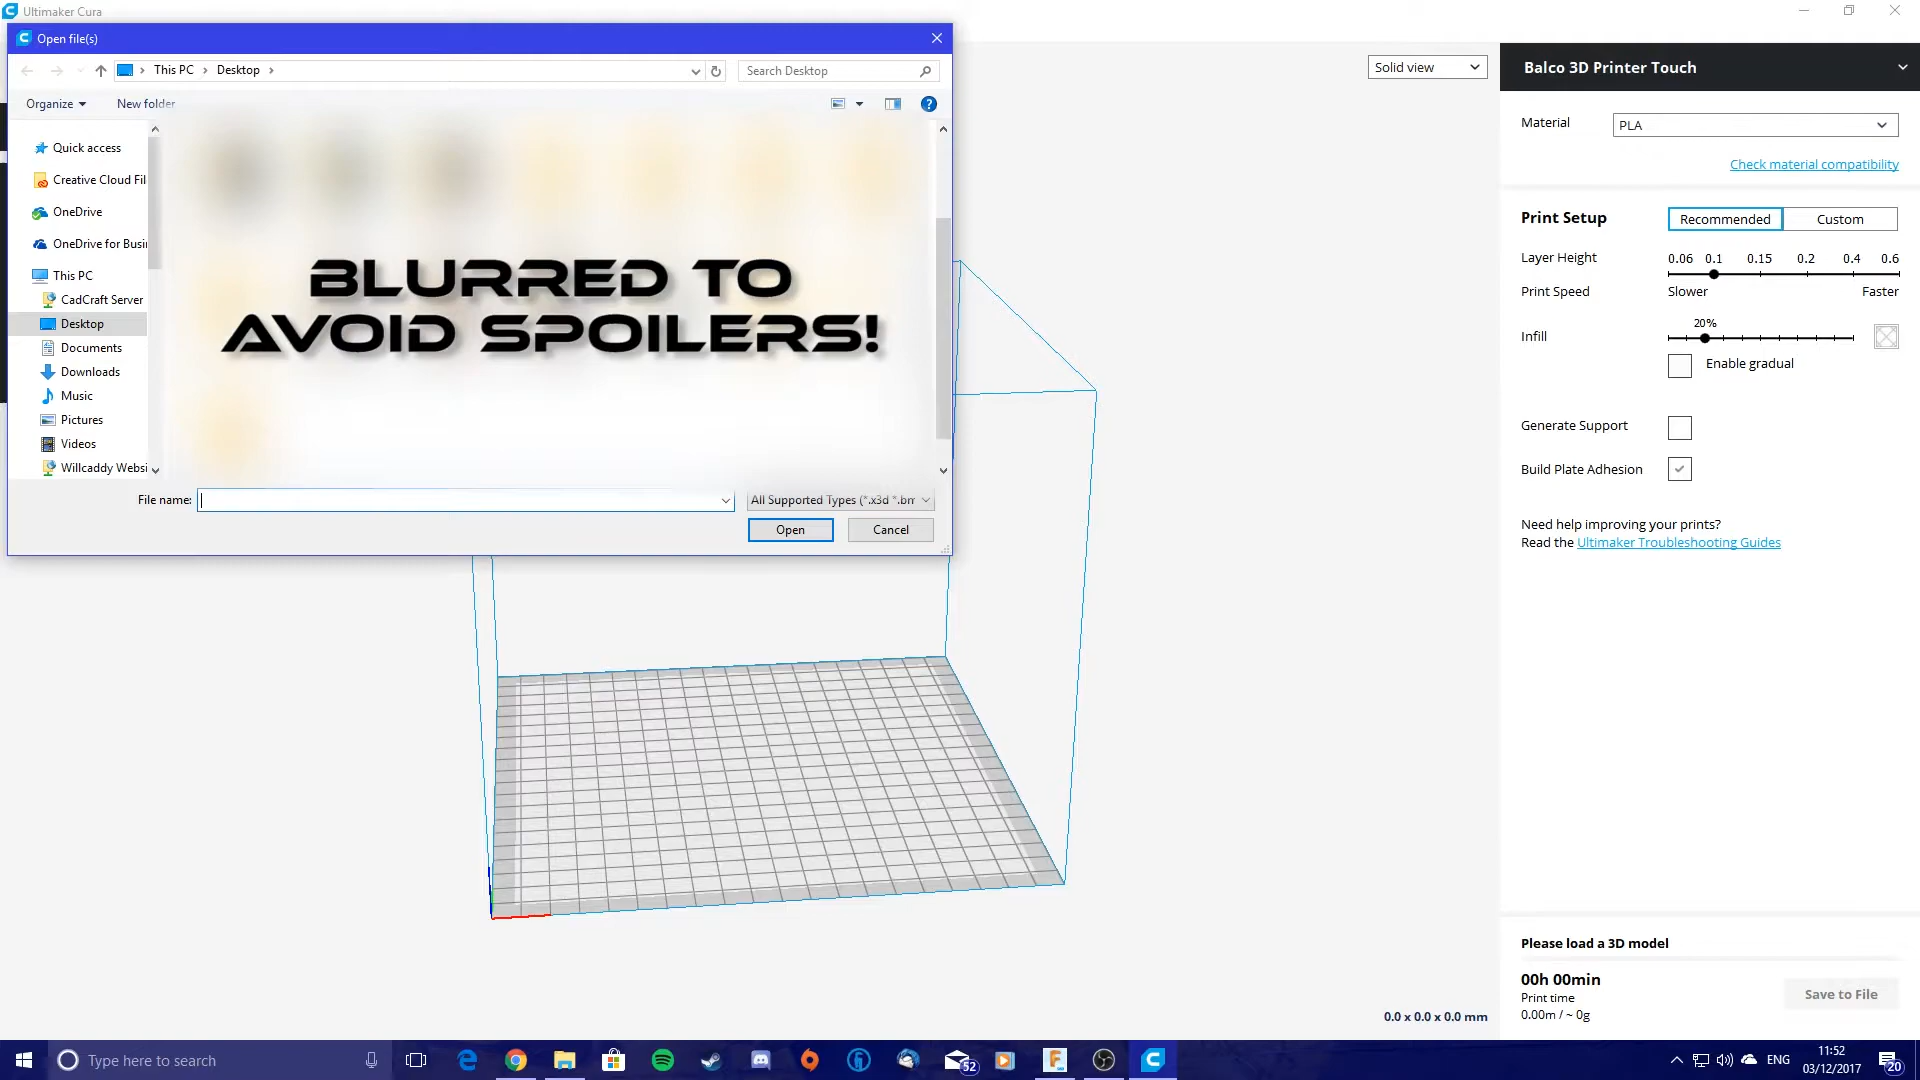 Ultimaker Cura
Open file(s)
This PC
Desktop
Search Desktop
Organize
New folder
Quick access
Creative Cloud Fil
OneDrive
OneDrive for Busi
This PC
CadCraft Server
Desktop
Documents
Downloads
Music
Pictures
Videos
Willcaddy Websi
BLURRED TO
AVOID SPOILERS!
File name:
All Supported Types (*.x3d *.bm
Open
Cancel
Solid view
Balco 3D Printer Touch
Material
PLA
Check material compatibility
Print Setup
Recommended
Custom
Layer Height
0.06 0.1 0.15 0.2 0.4 0.6
Print Speed
Slower
Faster
20%
Infill
Enable gradual
Generate Support
Build Plate Adhesion
Need help improving your prints?
Read the Ultimaker Troubleshooting Guides
Please load a 3D model
00h 00min
Print time
0.00m / ~ 0g
Save to File
0.0 x 0.0 x 0.0 mm
Type here to search
52
ENG
11:52
03/12/2017
20